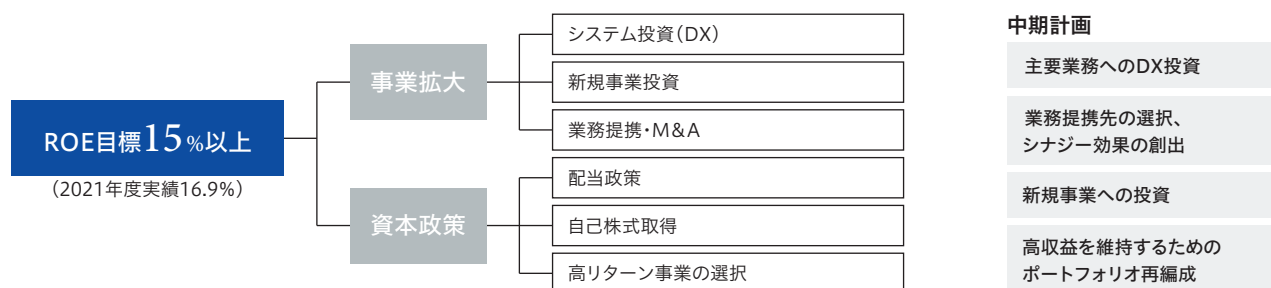 ROE目標15%以上
(2021年度実績16.9%)
事業拡大
システム投資(DX)
新規事業投資
業務提携・M&A
資本政策
配当政策
自己株式取得
高リターン事業の選択
中期計画
主要業務へのDX投資
業務提携先の選択、
シナジー効果の創出
新規事業への投資
高収益を維持するための
ポートフォリオ再編成